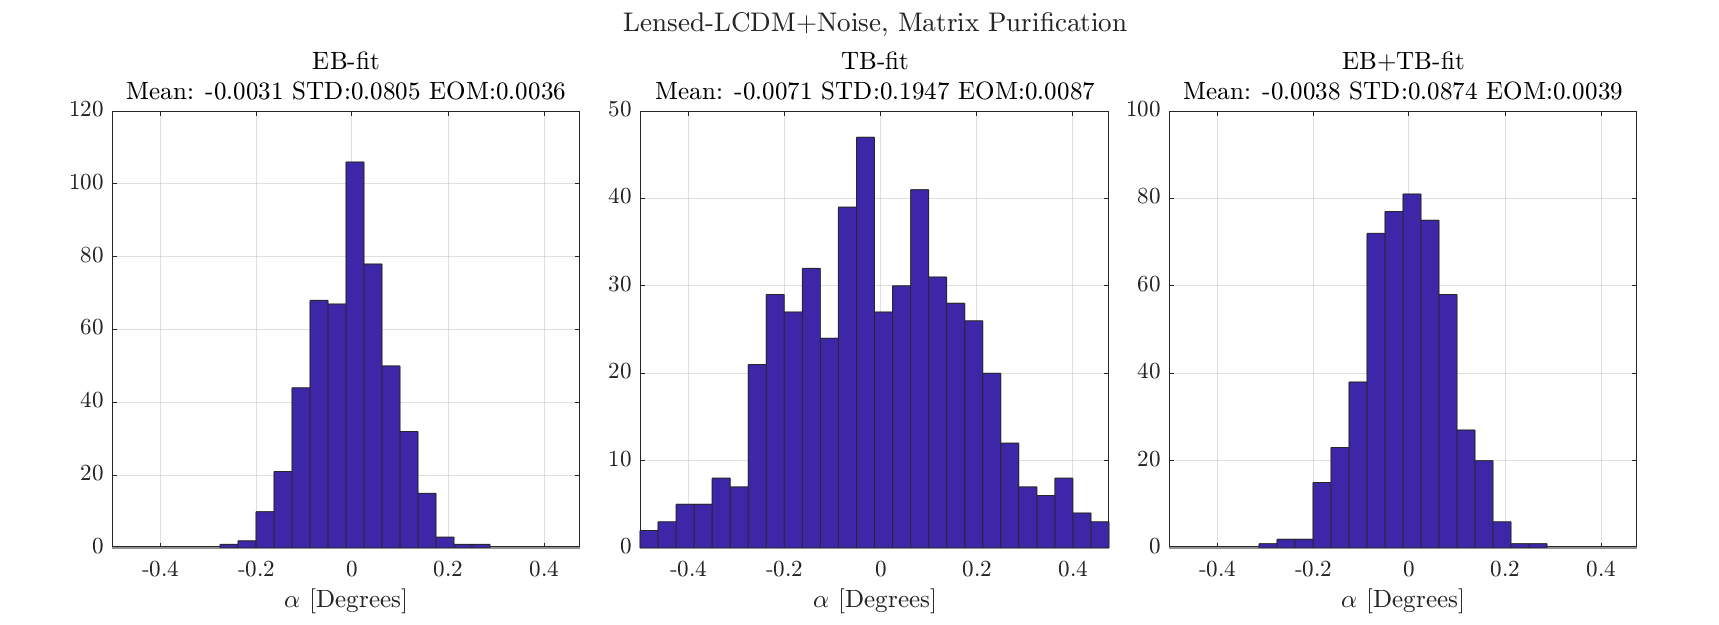 Lensed-LCDM+Noise, Matrix Purification
EB-fit
Mean: -0.0031 STD:0.0805 EOM:0.0036
120
100
80
60
40
20
0
-0.4 -0.2 0 0.2 0.4
α [Degrees]
TB-fit
Mean: -0.0071 STD:0.1947 EOM:0.0087
50
40
30
20
10
0
-0.4 -0.2 0 0.2 0.4
α [Degrees]
EB+TB-fit
Mean: -0.0038 STD:0.0874 EOM:0.0039
100
80
60
40
20
0
-0.4 -0.2 0 0.2 0.4
α [Degrees]